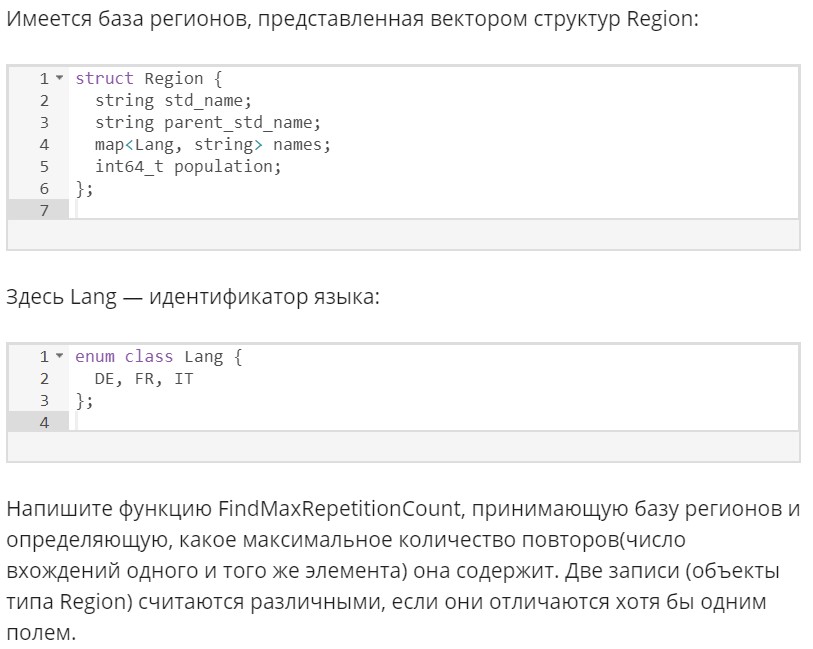 Имеется база регионов, представленная вектором структур Region:
1 struct Region {
2 string std_name;
3 string parent_std_name;
4 map<Lang, string> names;
5 int64_t population;
6 };
7
Здесь Lang — идентификатор языка:
1 enum class Lang {
2 DE, FR, IT
3 };
4
Напишите функцию FindMaxRepetitionCount, принимающую базу регионов и
определяющую, какое максимальное количество повторов(число
вхождений одного и того же элемента) она содержит. Две записи (объекты
типа Region) считаются различными, если они отличаются хотя бы одним
полем.